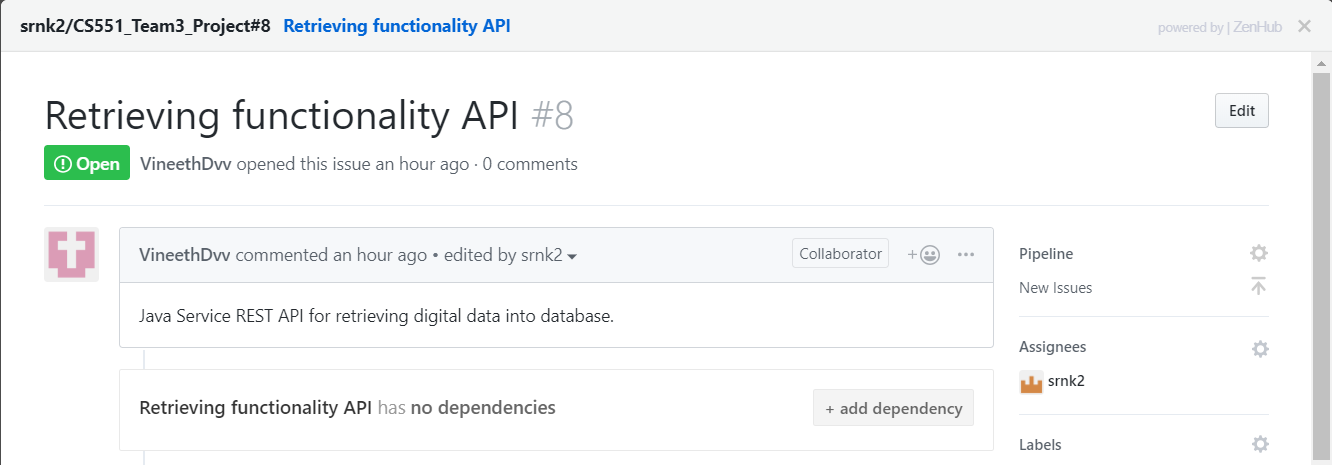 srnk2/CS551_Team3_Project#8 Retrieving functionality API powered by | ZenHub
Retrieving functionality API #8
Edit
Open VineethDvv opened this issue an hour ago · 0 comments
VineethDvv commented an hour ago • edited by srnk2
Collaborator
Java Service REST API for retrieving digital data into database.
Retrieving functionality API has no dependencies
+ add dependency
Pipeline
New Issues
Assignees
srnk2
Labels